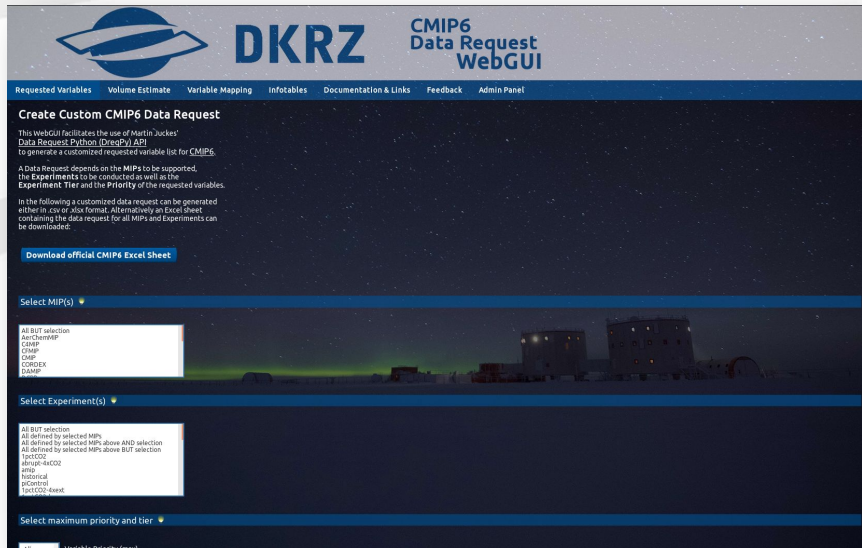 DKRZ
CMIP6
Data Request
WebGUI
Requested Variables Volume Estimate Variable Mapping Infotables Documentation & Links Feedback Admin Panel
Create Custom CMIP6 Data Request
This WebGUI facilitates the use of Martin Juckes'
Data Request Python (DreqPy) API
to generate a customized requested variable list for CMIP6.
A Data Request depends on the MIPs to be supported,
the Experiments to be conducted as well as the
Experiment Tier and the Priority of the requested variables.
In the following a customized data request can be generated
either in .csv or .xlsx format. Alternatively an Excel sheet
containing the data request for all MIPs and Experiments can
be downloaded:
Download official CMIP6 Excel Sheet
Select MIP(s)
All BUT selection
AerChemMIP
C4MIP
CFMIP
CMIP
CORDEX
DAMIP
Select Experiment(s)
All BUT selection
All defined by selected MIPs
All defined by selected MIPs above AND selection
All defined by selected MIPs above BUT selection
1pctCO2
abrupt-4xCO2
amip
historical
piControl
1pctCO2-4xext
Select maximum priority and tier
Variable Priority (max)